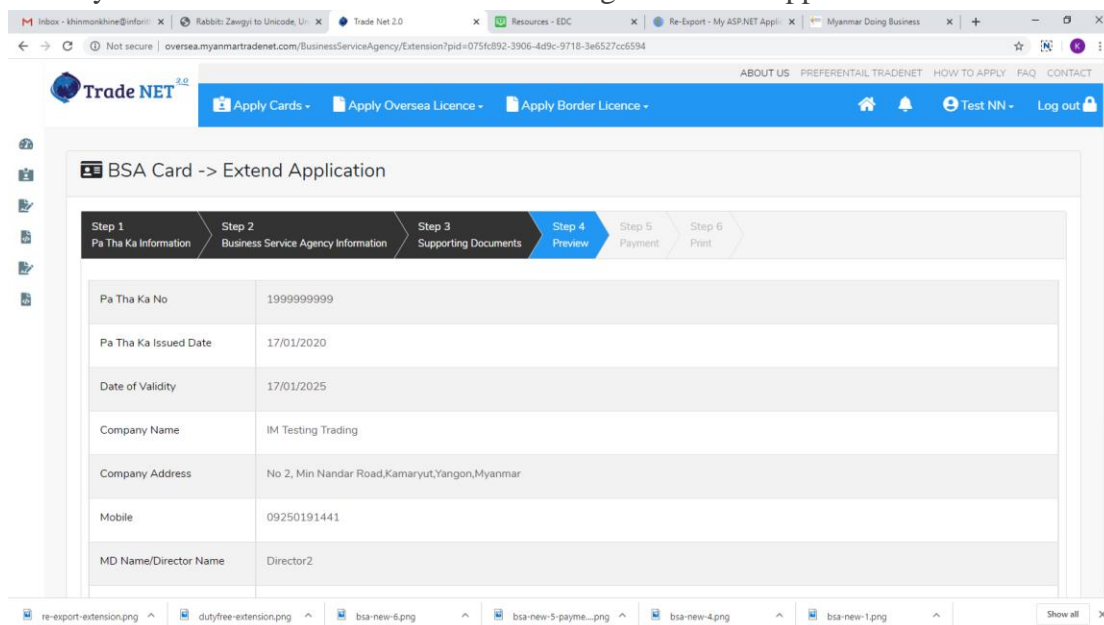 Inbox - khinmonkhine@inforit
Rabbit: Zawgyi to Unicode, Un
Trade Net 2.0
Resources - EDC
Re-Export - My ASP.NET Applic
Myanmar Doing Business
Not secure | oversea.myanmartradenet.com/BusinessServiceAgency/Extension?pid=075fc892-3906-4d9c-9718-3e6527cc6594
ABOUT US PREFERENTAIL TRADENET HOW TO APPLY FAQ CONTACT
Trade NET 2.0
Apply Cards Apply Oversea Licence Apply Border Licence Test NN Log out
BSA Card -> Extend Application
Step 1
Pa Tha Ka Information
Step 2
Business Service Agency Information
Step 3
Supporting Documents
Step 4
Preview
Step 5
Payment
Step 6
Print
Pa Tha Ka No 1999999999
Pa Tha Ka Issued Date 17/01/2020
Date of Validity 17/01/2025
Company Name IM Testing Trading
Company Address No 2, Min Nandar Road,Kamaryut,Yangon,Myanmar
Mobile 09250191441
MD Name/Director Name Director2
re-export-extension.png dutyfree-extension.png bsa-new-6.png bsa-new-5-payme....png bsa-new-4.png bsa-new-1.png Show all